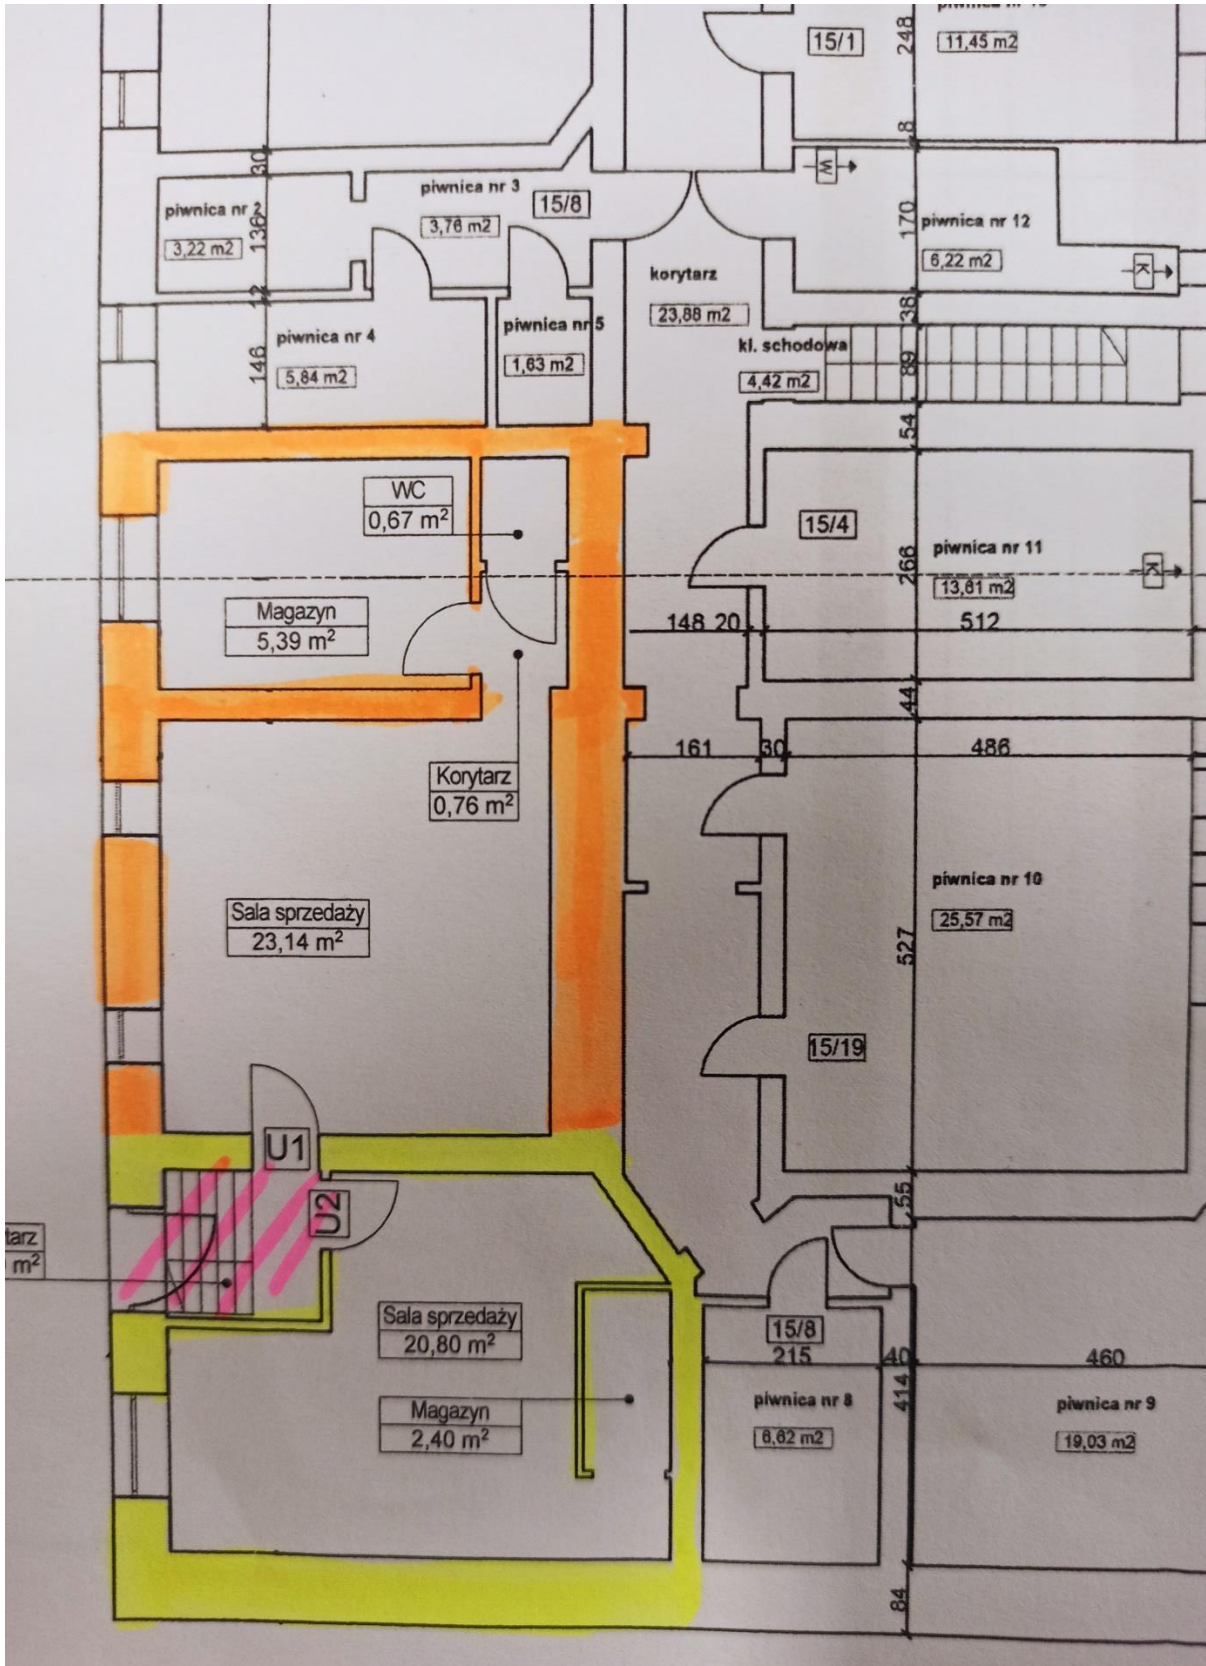 15/1
248
11,45 m2
8
30
W
piwnica nr 3
15/8
piwnica nr 2
3,76 m2
136
3,22 m2
170
piwnica nr 12
6,22 m2
K
korytarz
12
23,88 m2
38
piwnica nr 4
piwnica nr 5
kl. schodowa
146
5,84 m2
1,63 m2
89
4,42 m2
54
WC
0,67 m²
15/4
piwnica nr 11
266
13,61 m2
K
Magazyn
5,39 m²
148 20
512
44
161
30
486
Korytarz
0,76 m²
piwnica nr 10
25,57 m2
Sala sprzedaży
23,14 m²
527
15/19
U1
55
U2
tarz
m²
Sala sprzedaży
20,80 m²
15/8
215
40
460
414
Magazyn
2,40 m²
piwnica nr 8
6,62 m2
piwnica nr 9
19,03 m2
84